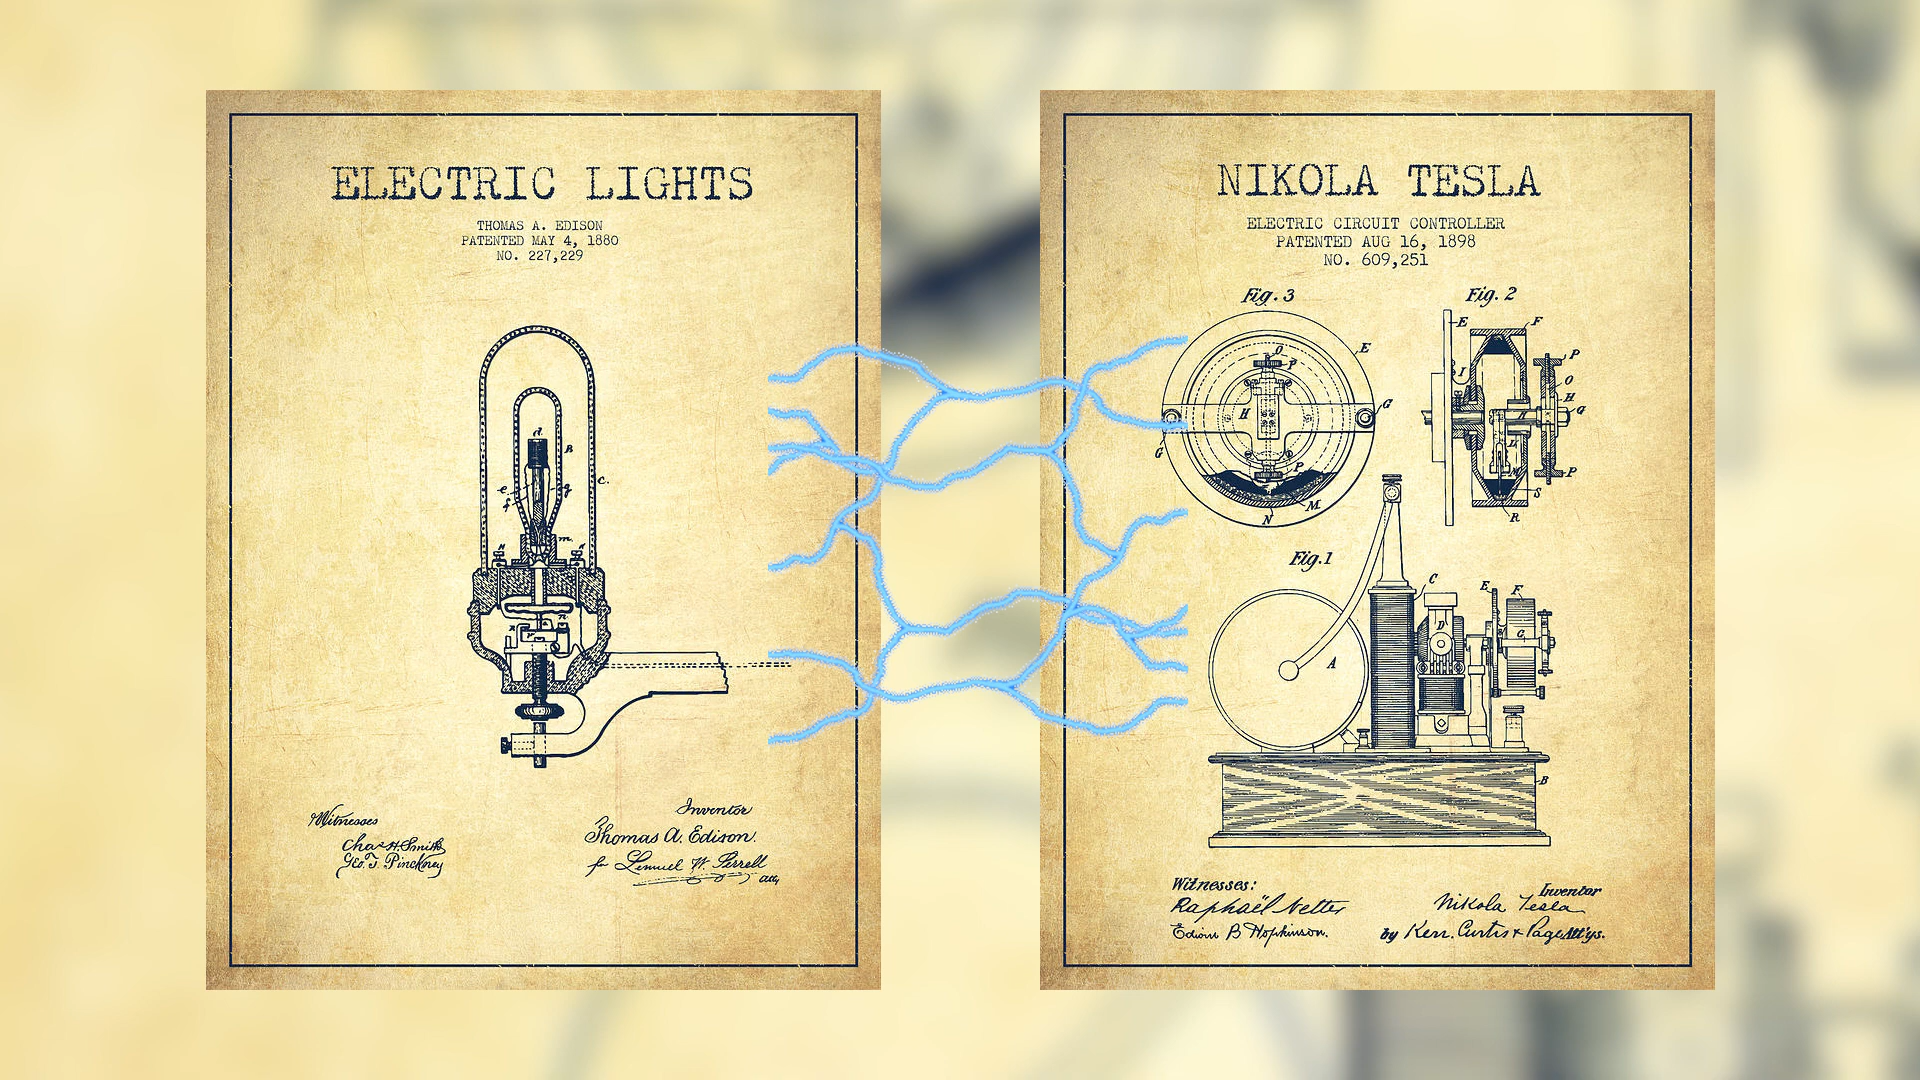 ELECTRIC LIGHTS
THOMAS A. EDISON
PATENTED MAY 4, 1880
NO. 227,229
d
B
c.
e
g
f
m.
n
Witnesses
Chas H. Smith
Geo. T. Pinckney
Inventor
Thomas A. Edison.
for Lemuel W. Serrell
atty
NIKOLA TESLA
ELECTRIC CIRCUIT CONTROLLER
PATENTED AUG 16, 1898
NO. 609,251
Fig. 3
O
P
E
H
G
G
P
M
N
Fig. 2
E
F
I
P
O
H
G
L
M
P
S
R
Fig.1
C
D
E
F
G
A
B
Witnesses:
Raphaël Netter
Edwin B. Hopkinson.
Inventor
Nikola Tesla
by Kerr, Curtis & Page Att'ys.